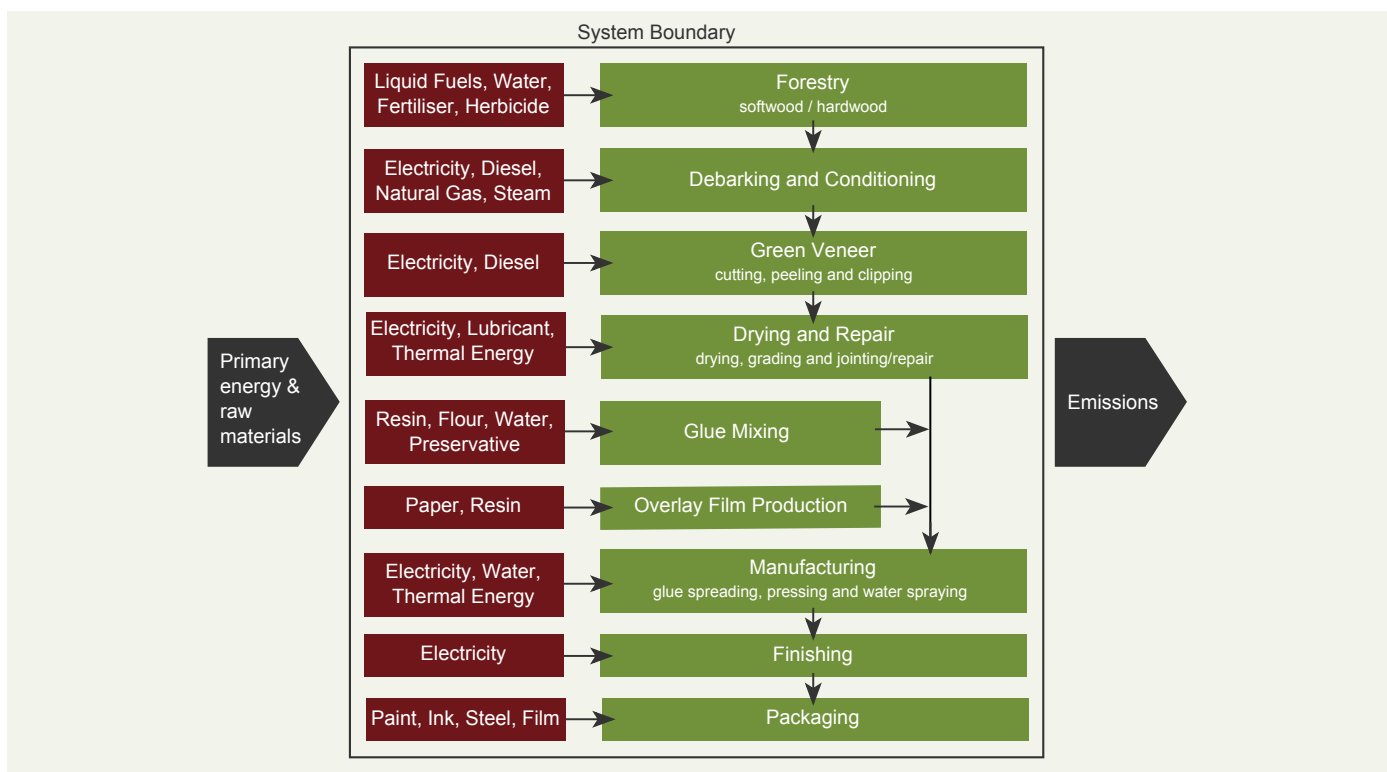 System Boundary
Liquid Fuels, Water,
Fertiliser, Herbicide
Forestry
softwood / hardwood
Electricity, Diesel,
Natural Gas, Steam
Debarking and Conditioning
Electricity, Diesel
Green Veneer
cutting, peeling and clipping
Electricity, Lubricant,
Thermal Energy
Drying and Repair
drying, grading and jointing/repair
Primary
energy &
raw
materials
Emissions
Resin, Flour, Water,
Preservative
Glue Mixing
Paper, Resin
Overlay Film Production
Electricity, Water,
Thermal Energy
Manufacturing
glue spreading, pressing and water spraying
Electricity
Finishing
Paint, Ink, Steel, Film
Packaging